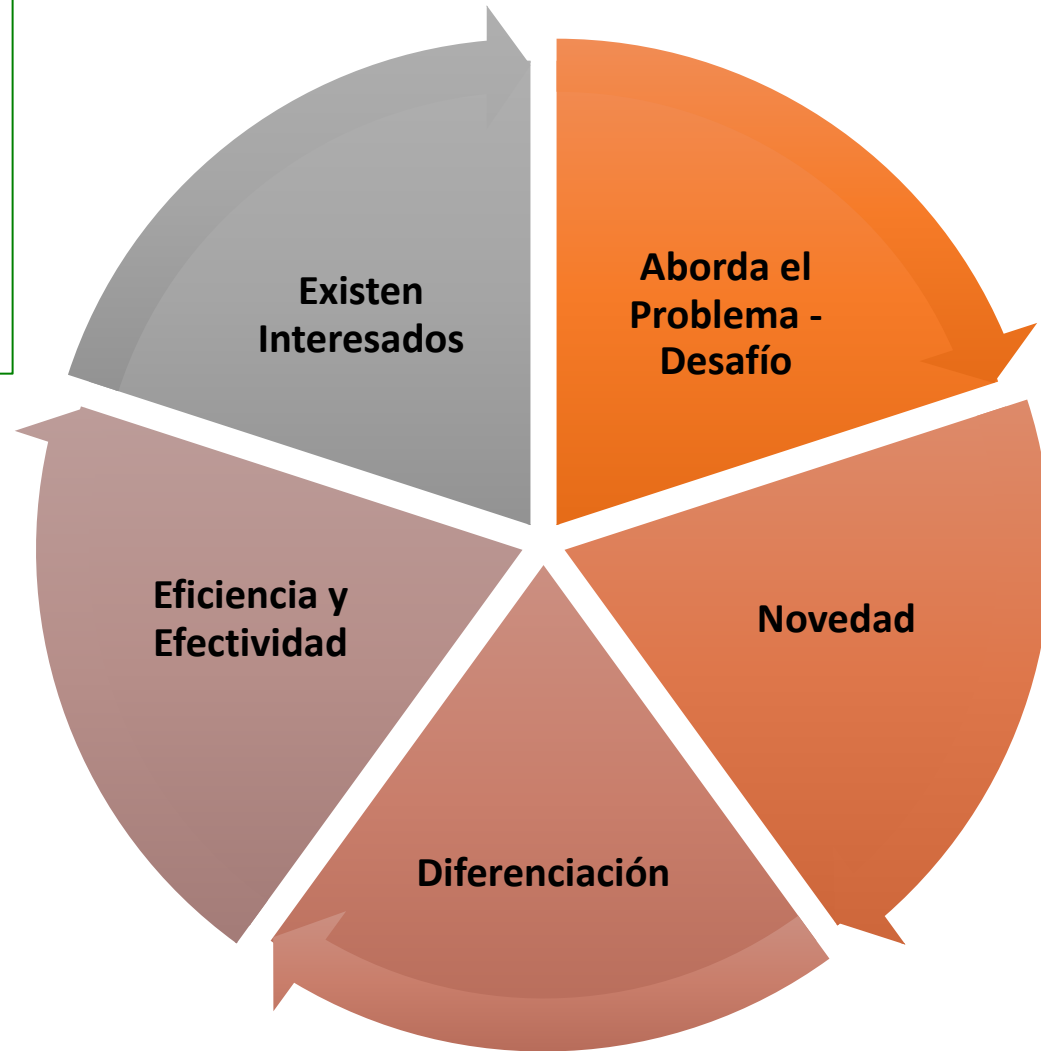 Existen
Interesados
Aborda el
Problema -
Desafío
Novedad
Diferenciación
Eficiencia y
Efectividad